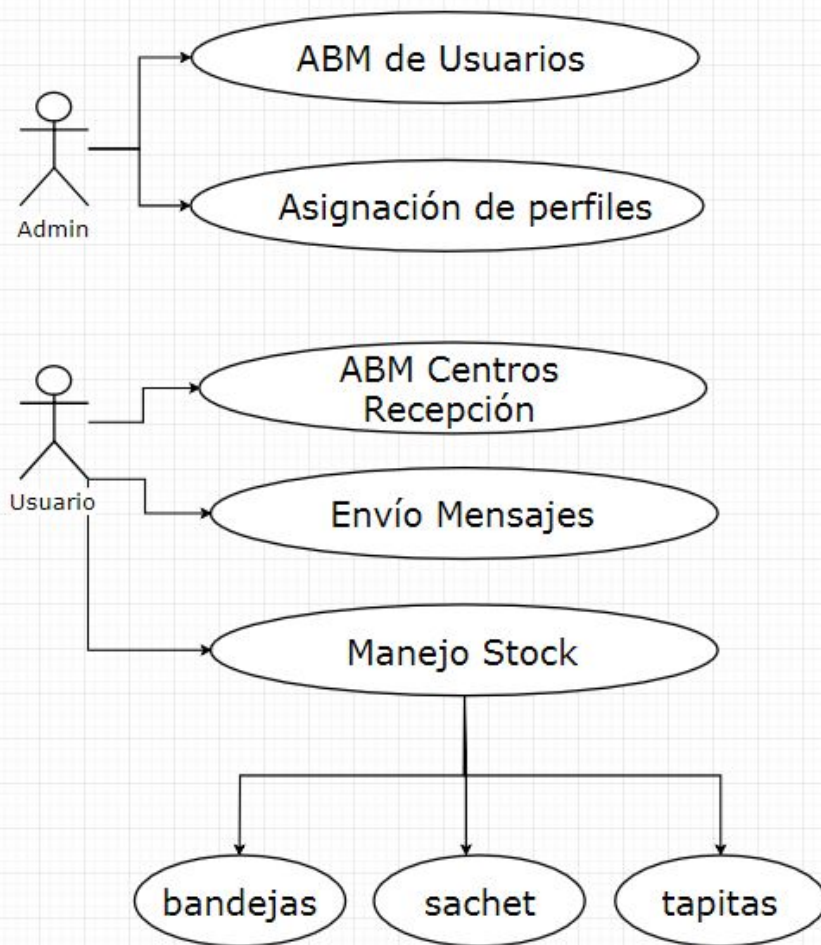 ABM de Usuarios
Asignación de perfiles
Admin
ABM Centros
Recepción
Envío Mensajes
Usuario
Manejo Stock
bandejas
sachet
tapitas